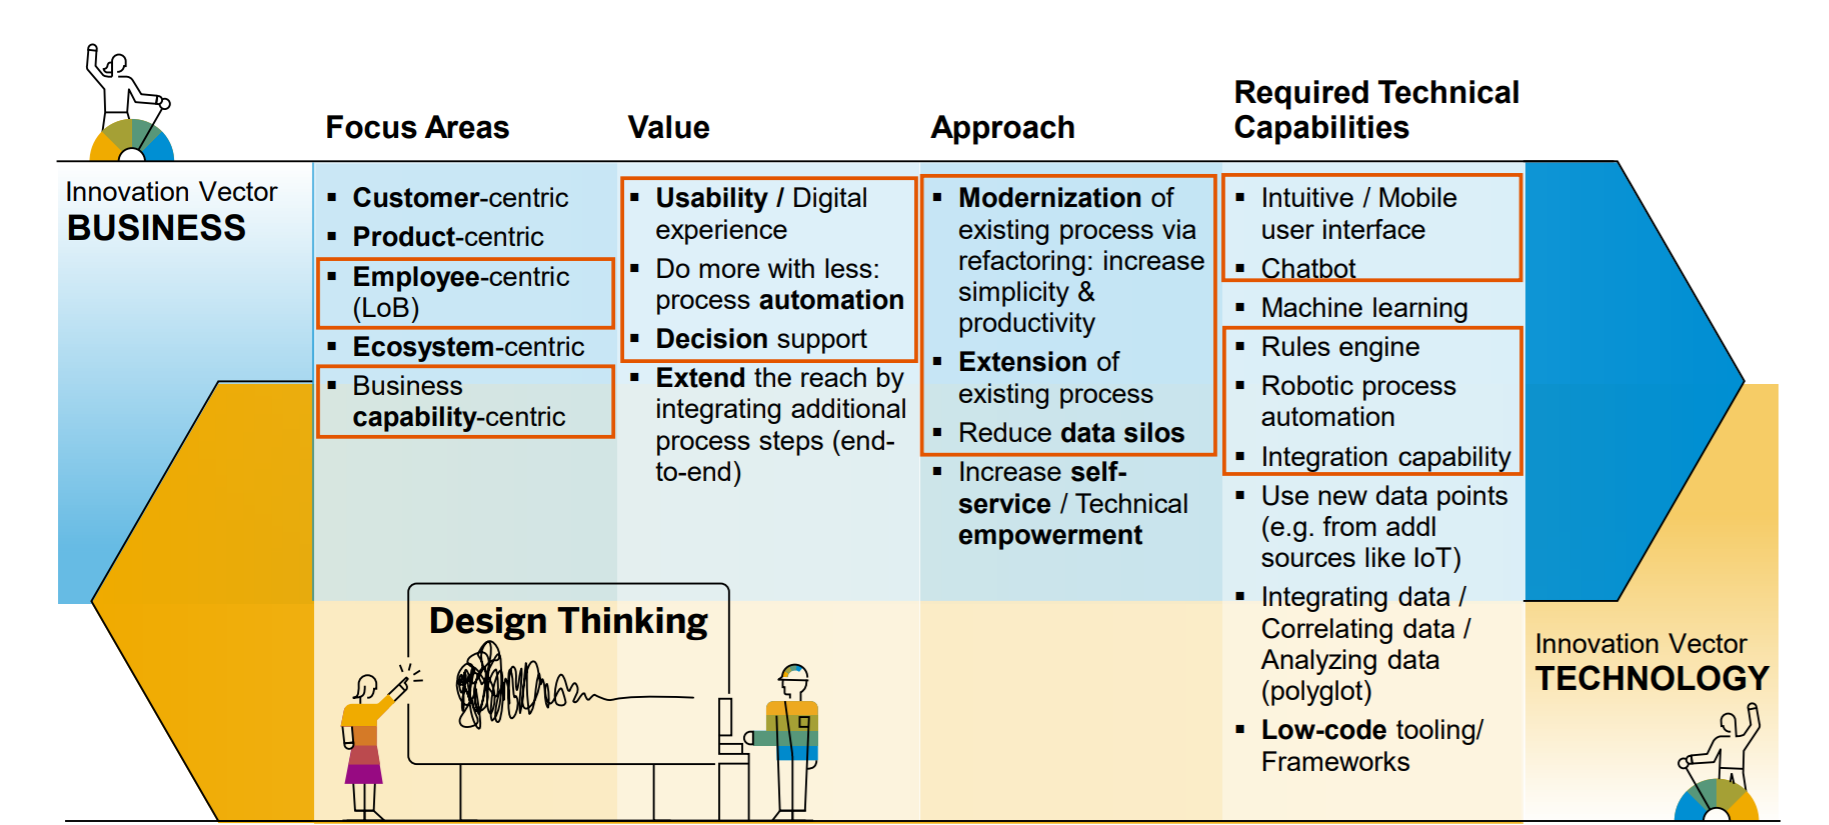 Required Technical
Capabilities
Focus Areas
Value
Approach
Innovation Vector
BUSINESS
▪ Customer-centric
▪ Product-centric
▪ Employee-centric
(LoB)
▪ Ecosystem-centric
▪ Business
capability-centric
▪ Usability / Digital
experience
▪ Do more with less:
process automation
▪ Decision support
▪ Extend the reach by
integrating additional
process steps (end-
to-end)
▪ Modernization of
existing process via
refactoring: increase
simplicity &
productivity
▪ Extension of
existing process
▪ Reduce data silos
▪ Increase self-
service / Technical
empowerment
▪ Intuitive / Mobile
user interface
▪ Chatbot
▪ Machine learning
▪ Rules engine
▪ Robotic process
automation
▪ Integration capability
▪ Use new data points
(e.g. from addl
sources like IoT)
▪ Integrating data /
Correlating data /
Analyzing data
(polyglot)
▪ Low-code tooling/
Frameworks
Design Thinking
Innovation Vector
TECHNOLOGY